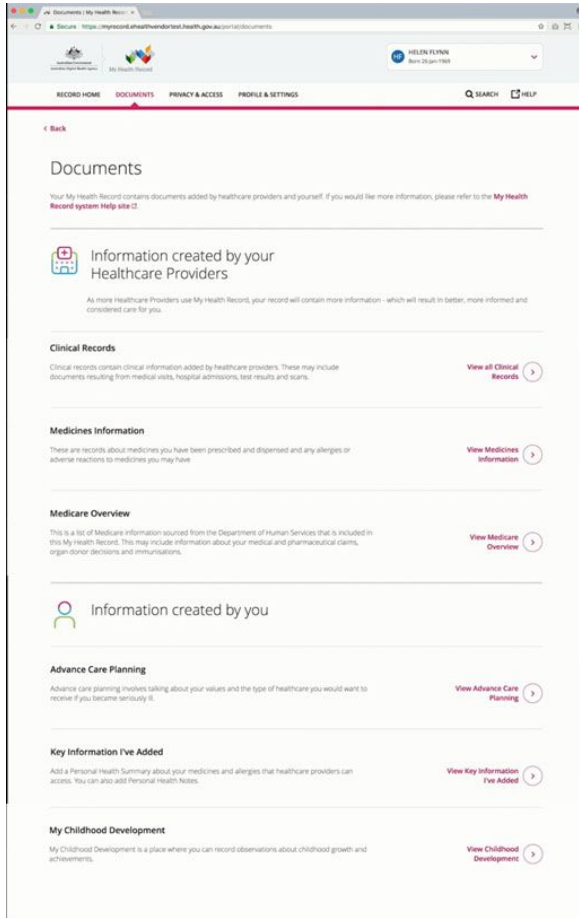 Documents | My Health Record
Secure https://myrecord.ehealthvendortest.health.gov.au/portal/documents
Australian Government
Australian Digital Health Agency
My Health Record
HF
HELEN FLYNN
Born 26-Jan-1969
RECORD HOME DOCUMENTS PRIVACY & ACCESS PROFILE & SETTINGS SEARCH HELP
Back
Documents
Your My Health Record contains documents added by healthcare providers and yourself. If you would like more information, please refer to the My Health
Record system Help site
Information created by your
Healthcare Providers
As more Healthcare Providers use My Health Record, your record will contain more information - which will result in better, more informed and
considered care for you.
Clinical Records
Clinical records contain clinical information added by healthcare providers. These may include
documents resulting from medical visits, hospital admissions, test results and scans.
View all Clinical
Records
Medicines Information
These are records about medicines you have been prescribed and dispensed and any allergies or
adverse reactions to medicines you may have
View Medicines
Information
Medicare Overview
This is a list of Medicare information sourced from the Department of Human Services that is included in
this My Health Record. This may include information about your medical and pharmaceutical claims,
organ donor decisions and immunisations.
View Medicare
Overview
Information created by you
Advance Care Planning
Advance care planning involves talking about your values and the type of healthcare you would want to
receive if you became seriously ill.
View Advance Care
Planning
Key Information I've Added
Add a Personal Health Summary about your medicines and allergies that healthcare providers can
access. You can also add Personal Health Notes.
View Key Information
I've Added
My Childhood Development
My Childhood Development is a place where you can record observations about childhood growth and
achievements.
View Childhood
Development